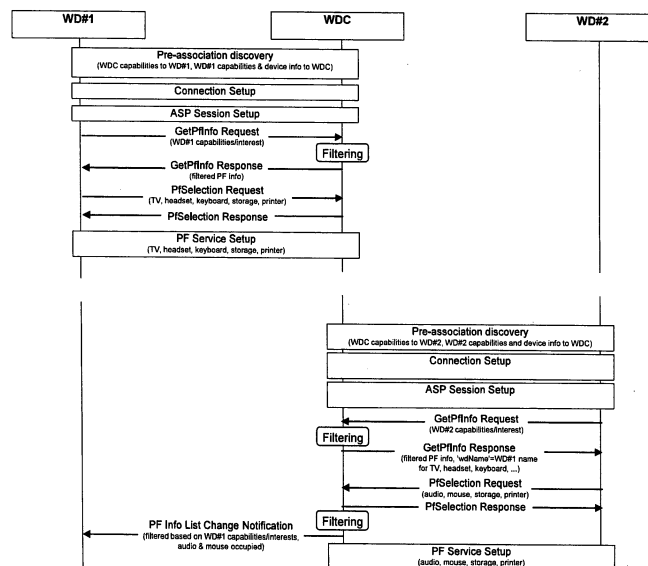 WD#1
WDC
WD#2
Pre-association discovery
(WDC capabilities to WD#1, WD#1 capabilities & device info to WDC)
Connection Setup
ASP Session Setup
GetPfInfo Request
(WD#1 capabilities/interest)
Filtering
GetPfInfo Response
(filtered PF info)
PfSelection Request
(TV, headset, keyboard, storage, printer)
PfSelection Response
PF Service Setup
(TV, headset, keyboard, storage, printer)
Pre-association discovery
(WDC capabilities to WD#2, WD#2 capabilities and device info to WDC)
Connection Setup
ASP Session Setup
GetPfInfo Request
(WD#2 capabilities/interest)
Filtering
GetPfInfo Response
(filtered PF info, 'wdName'=WD#1 name
for TV, headset, keyboard, ...)
PfSelection Request
(audio, mouse, storage, printer)
PfSelection Response
Filtering
PF Info List Change Notification
(filtered based on WD#1 capabilities/interests,
audio & mouse occupied)
PF Service Setup
(audio, mouse, storage, printer)